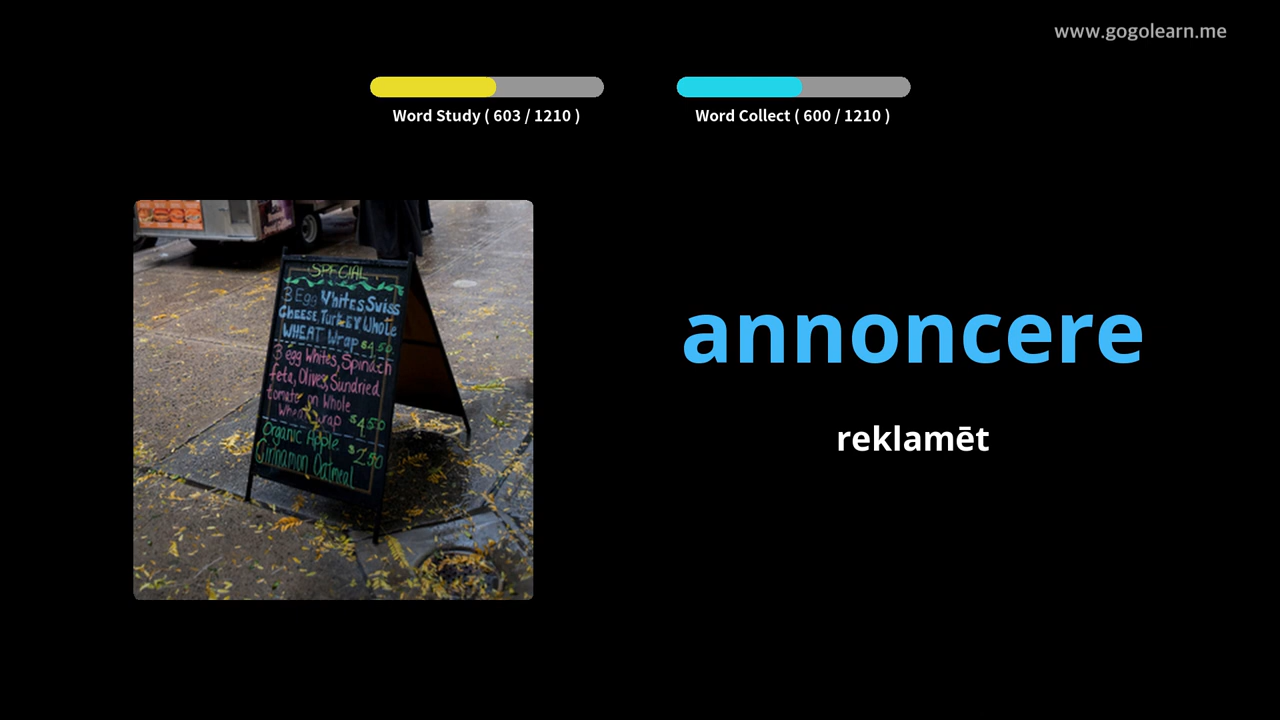 www.gogolearn.me
Word Study ( 603 / 1210 )
Word Collect ( 600 / 1210 )
SPECIAL
3 Egg Whites Swiss
Cheese, Turkey Whole
WHEAT Wrap $4.50
3 egg Whites, Spinach
feta, Olives, Sundried
tomato on Whole
Wheat wrap $4.50
Organic Apple
Cinnamon Oatmeal $2.50
annoncere
reklamēt